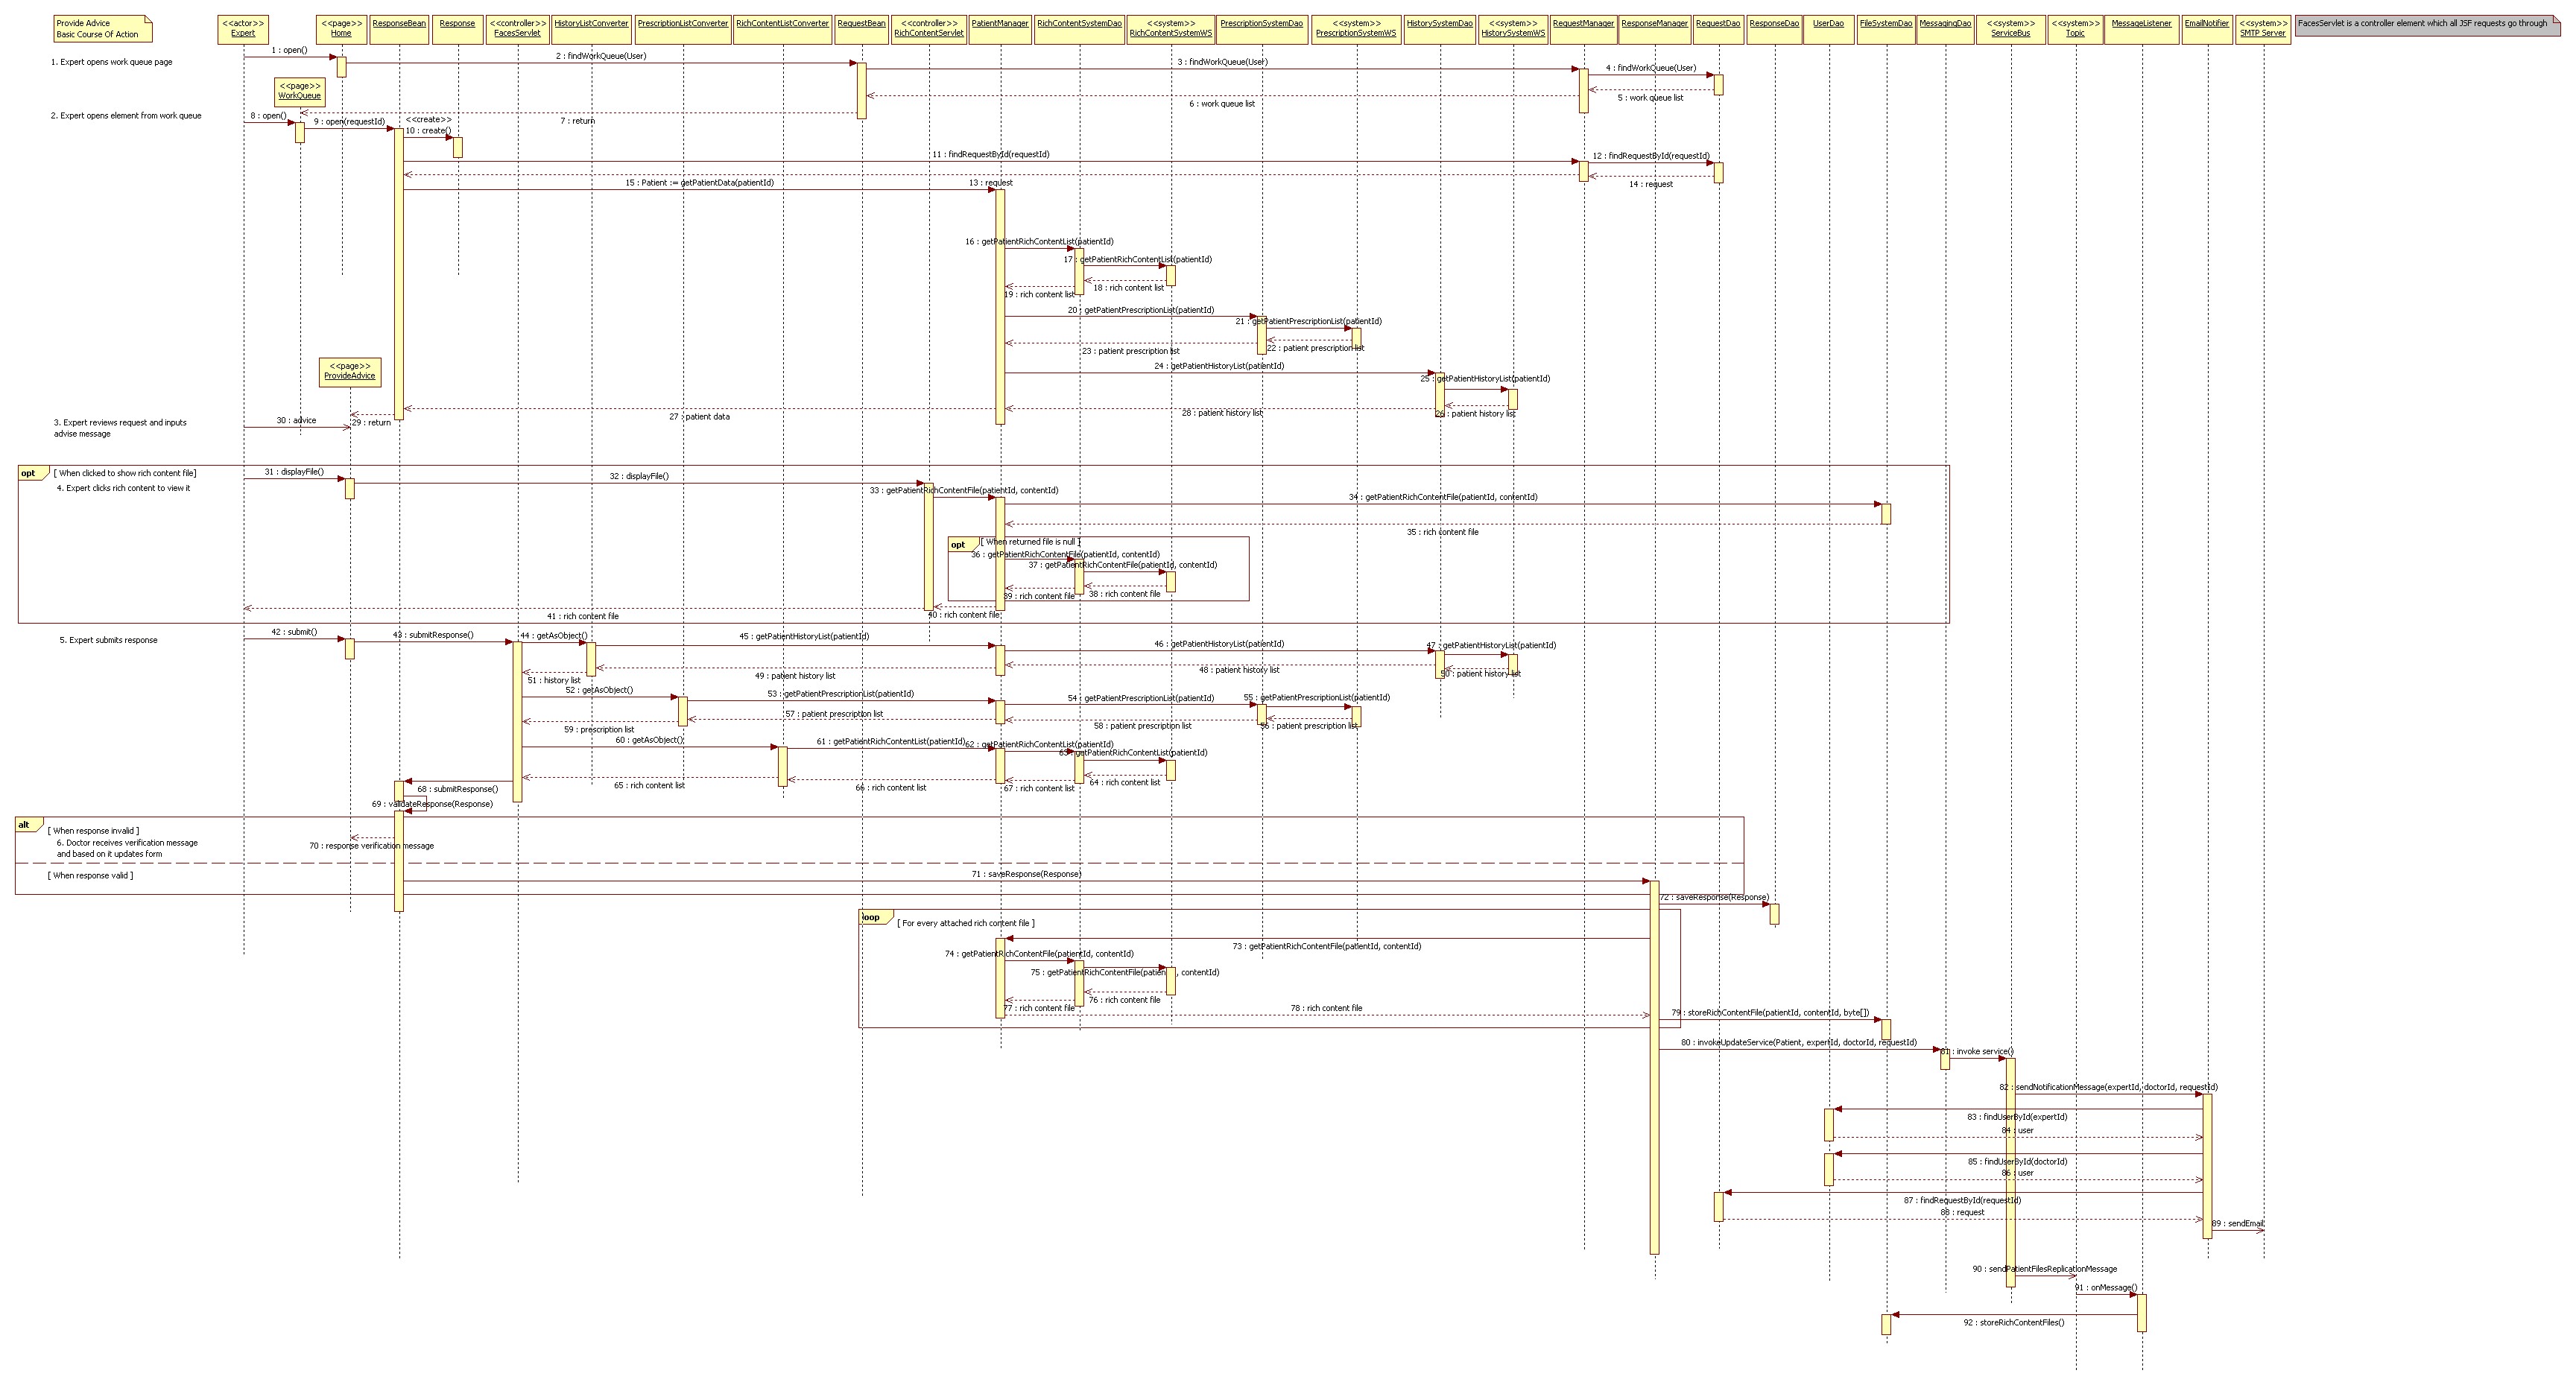 Provide Advice
Basic Course Of Action
<<actor>>
Expert
<<page>>
Home
ResponseBean
Response
<<controller>>
FacesServlet
HistoryListConverter
PrescriptionListConverter
RichContentListConverter
RequestBean
<<controller>>
RichContentServlet
PatientManager
RichContentSystemDao
<<system>>
RichContentSystemWS
PrescriptionSystemDao
<<system>>
PrescriptionSystemWS
HistorySystemDao
<<system>>
HistorySystemWS
RequestManager
ResponseManager
RequestDao
ResponseDao
UserDao
FileSystemDao
MessagingDao
<<system>>
ServiceBus
<<system>>
Topic
MessageListener
EmailNotifier
<<system>>
SMTP Server
FacesServlet is a controller element which all JSF requests go through
1 : open()
1. Expert opens work queue page
2 : findWorkQueue(User)
3 : findWorkQueue(User)
4 : findWorkQueue(User)
<<page>>
WorkQueue
5 : work queue list
6 : work queue list
7 : return
2. Expert opens element from work queue
8 : open()
9 : open(requestId)
<<create>>
10 : create()
11 : findRequestById(requestId)
12 : findRequestById(requestId)
13 : request
14 : request
15 : Patient := getPatientData(patientId)
16 : getPatientRichContentList(patientId)
17 : getPatientRichContentList(patientId)
18 : rich content list
19 : rich content list
20 : getPatientPrescriptionList(patientId)
21 : getPatientPrescriptionList(patientId)
22 : patient prescription list
23 : patient prescription list
24 : getPatientHistoryList(patientId)
<<page>>
ProvideAdvice
25 : getPatientHistoryList(patientId)
26 : patient history list
28 : patient history list
27 : patient data
29 : return
30 : advice
3. Expert reviews request and inputs
advise message
opt
[ When clicked to show rich content file]
31 : displayFile()
32 : displayFile()
4. Expert clicks rich content to view it
33 : getPatientRichContentFile(patientId, contentId)
34 : getPatientRichContentFile(patientId, contentId)
35 : rich content file
opt
[ When returned file is null ]
36 : getPatientRichContentFile(patientId, contentId)
37 : getPatientRichContentFile(patientId, contentId)
38 : rich content file
39 : rich content file
40 : rich content file
41 : rich content file
5. Expert submits response
42 : submit()
43 : submitResponse()
44 : getAsObject()
45 : getPatientHistoryList(patientId)
46 : getPatientHistoryList(patientId)
47 : getPatientHistoryList(patientId)
48 : patient history list
50 : patient history list
49 : patient history list
51 : history list
52 : getAsObject()
53 : getPatientPrescriptionList(patientId)
54 : getPatientPrescriptionList(patientId)
55 : getPatientPrescriptionList(patientId)
57 : patient prescription list
58 : patient prescription list
56 : patient prescription list
59 : prescription list
60 : getAsObject()
61 : getPatientRichContentList(patientId)
62 : getPatientRichContentList(patientId)
63 : getPatientRichContentList(patientId)
64 : rich content list
65 : rich content list
66 : rich content list
67 : rich content list
68 : submitResponse()
69 : validateResponse(Response)
alt
[ When response invalid ]
6. Doctor receives verification message
and based on it updates form
70 : response verification message
[ When response valid ]
71 : saveResponse(Response)
72 : saveResponse(Response)
loop
[ For every attached rich content file ]
73 : getPatientRichContentFile(patientId, contentId)
74 : getPatientRichContentFile(patientId, contentId)
75 : getPatientRichContentFile(patientId, contentId)
76 : rich content file
77 : rich content file
78 : rich content file
79 : storeRichContentFile(patientId, contentId, byte[])
80 : invokeUpdateService(Patient, expertId, doctorId, requestId)
81 : invoke service()
82 : sendNotificationMessage(expertId, doctorId, requestId)
83 : findUserById(expertId)
84 : user
85 : findUserById(doctorId)
86 : user
87 : findRequestById(requestId)
88 : request
89 : sendEmail
90 : sendPatientFilesReplicationMessage
91 : onMessage()
92 : storeRichContentFiles()